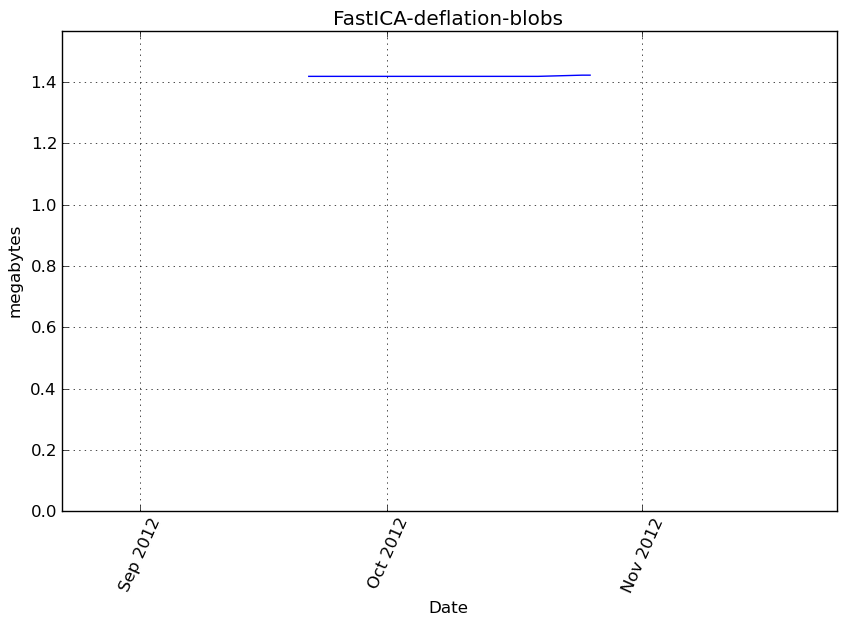 FastICA-deflation-blobs
megabytes
1.4
1.2
1.0
0.8
0.6
0.4
0.2
0.0
Sep 2012
Oct 2012
Nov 2012
Date